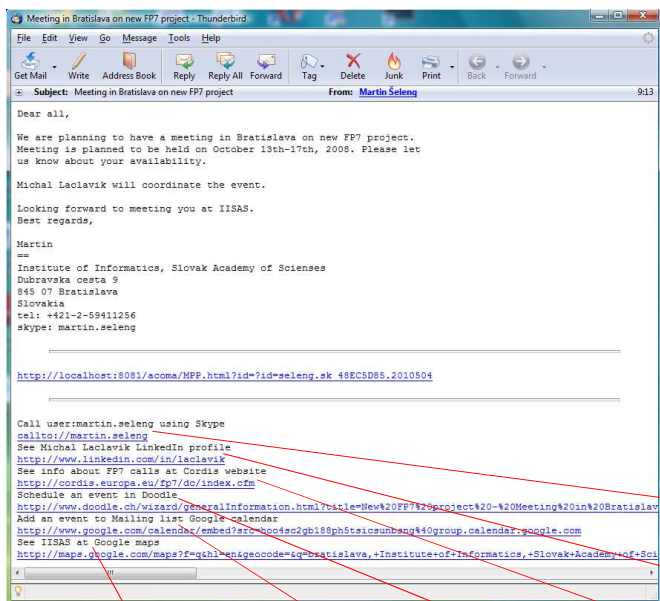 Meeting in Bratislava on new FP7 project - Thunderbird
File Edit View Go Message Tools Help
Get Mail Write Address Book Reply Reply All Forward Tag Delete Junk Print Back Forward
Subject: Meeting in Bratislava on new FP7 project From: Martin Šeleng 9:13
Dear all,
We are planning to have a meeting in Bratislava on new FP7 project.
Meeting is planned to be held on October 13th-17th, 2008. Please let
us know about your availability.
Michal Laclavik will coordinate the event.
Looking forward to meeting you at IISAS.
Best regards,
Martin
==
Institute of Informatics, Slovak Academy of Scienses
Dubravska cesta 9
845 07 Bratislava
Slovakia
tel: +421-2-59411256
skype: martin.seleng
http://localhost:8081/acoma/MPP.html?id=?id=seleng.sk_48EC5D85.2010504
Call user:martin.seleng using Skype
callto://martin.seleng
See Michal Laclavik LinkedIn profile
http://www.linkedin.com/in/laclavik
See info about FP7 calls at Cordis website
http://cordis.europa.eu/fp7/dc/index.cfm
Schedule an event in Doodle
http://www.doodle.ch/wizard/generalInformation.html?title=New%20FP7%20project%20-%20Meeting%20in%20Bratislav
Add an event to Mailing list Google calendar
http://www.google.com/calendar/embed?src=hoo4sc2gb188ph5tsicsunbsng%40group.calendar.google.com
See IISAS at Google maps
http://maps.google.com/maps?f=q&hl=en&geocode=&q=bratislava,+Institute+of+Informatics,+Slovak+Academy+of+Sci